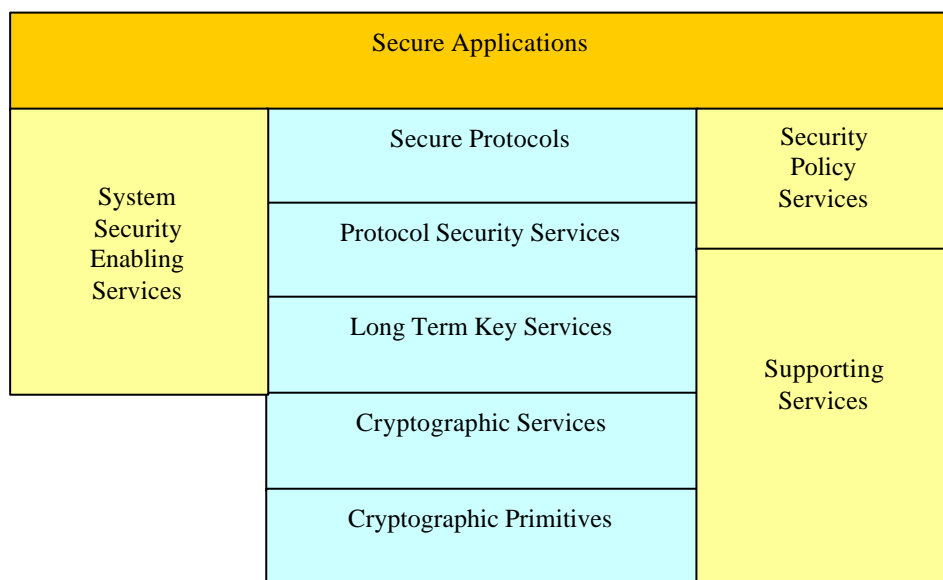 Secure Applications
System
Security
Enabling
Services
Secure Protocols
Protocol Security Services
Long Term Key Services
Cryptographic Services
Cryptographic Primitives
Security
Policy
Services
Supporting
Services